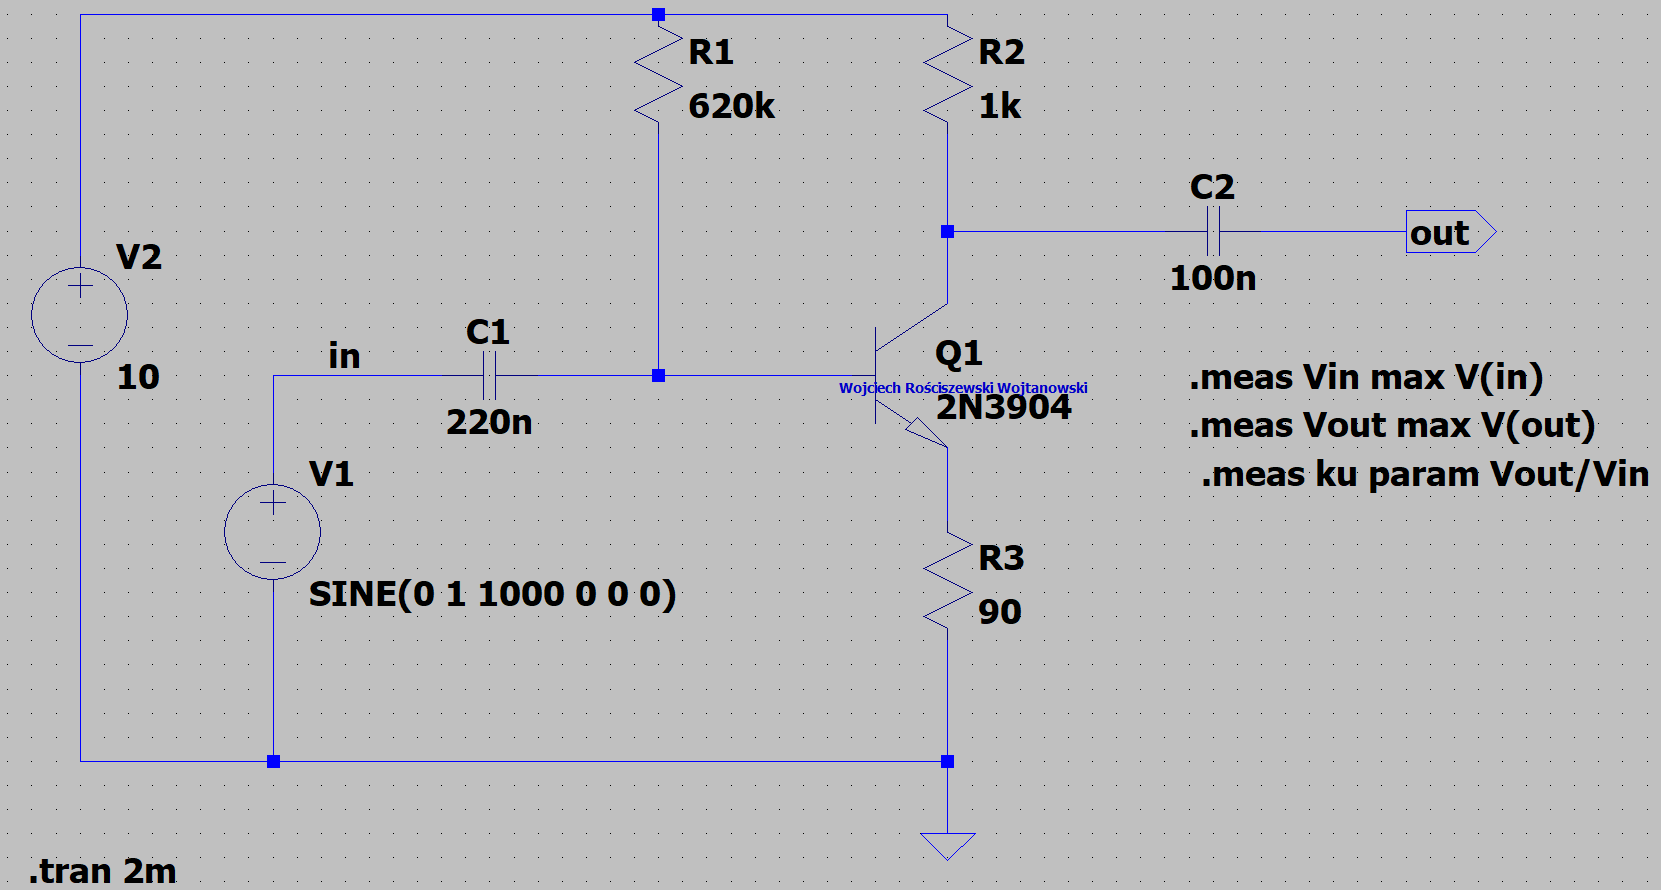 R1
620k
R2
1k
C2
100n
out
V2
10
in
C1
220n
Q1
Wojciech Rościszewski Wojtanowski
2N3904
.meas Vin max V(in)
.meas Vout max V(out)
.meas ku param Vout/Vin
V1
SINE(0 1 1000 0 0 0)
R3
90
.tran 2m